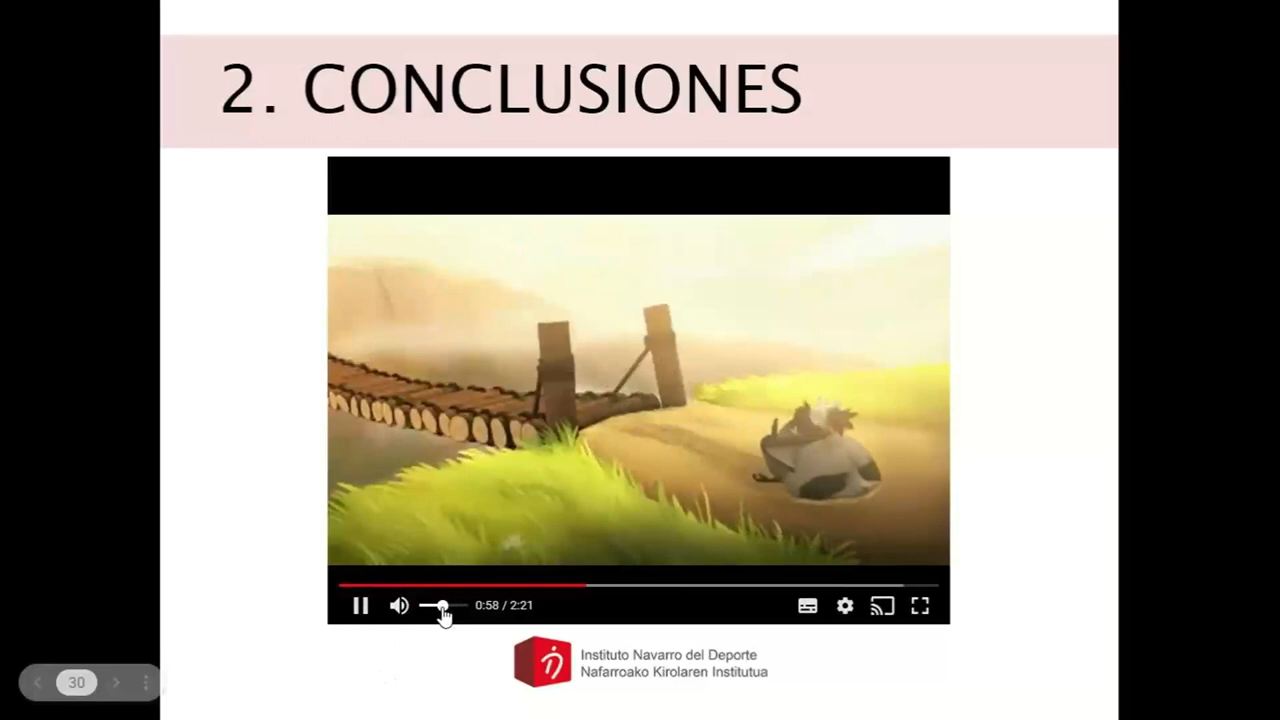 2. CONCLUSIONES
0:58 / 2:21
Instituto Navarro del Deporte
Nafarroako Kirolaren Institutua
30